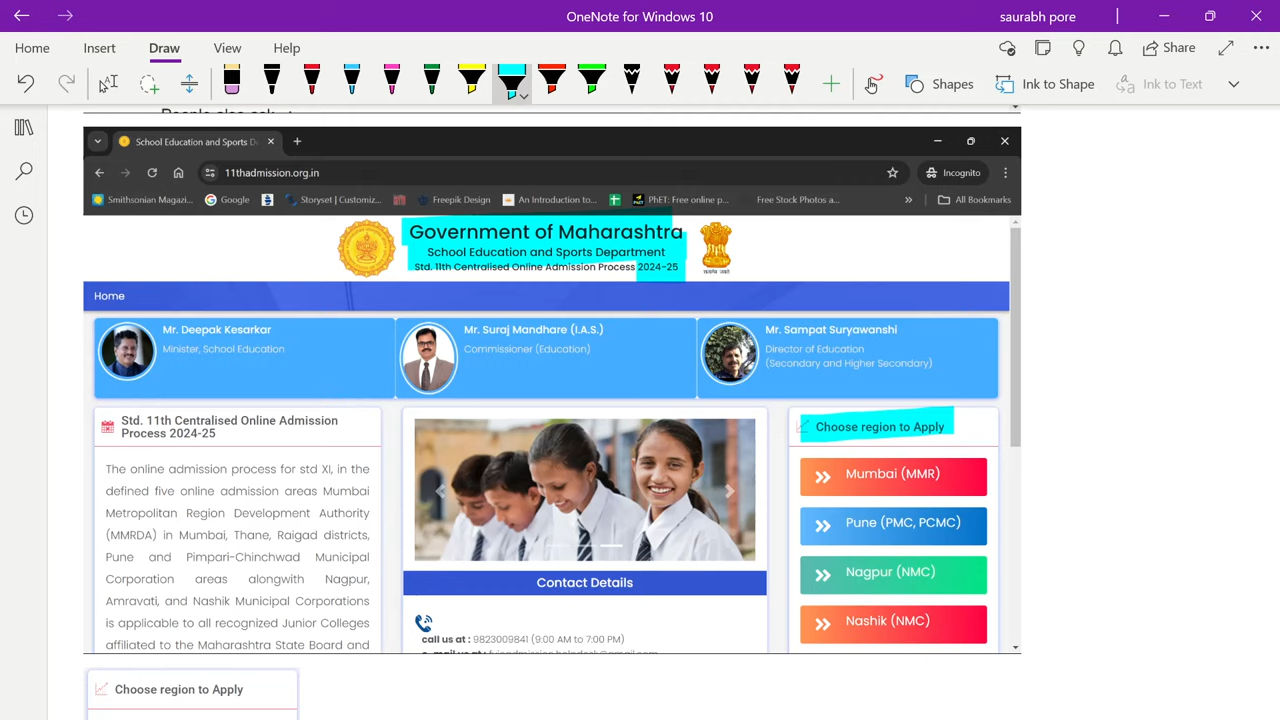 OneNote for Windows 10
saurabh pore
Home
Insert
Draw
View
Help
Share
Shapes
Ink to Shape
Ink to Text
School Education and Sports D
11thadmission.org.in
Incognito
Smithsonian Magazi...
Google
Storyset | Customiz...
Freepik Design
An Introduction to...
PhET: Free online p...
Free Stock Photos a...
All Bookmarks
Government of Maharashtra
School Education and Sports Department
Std. 11th Centralised Online Admission Process 2024-25
Home
Mr. Deepak Kesarkar
Minister, School Education
Mr. Suraj Mandhare (I.A.S.)
Commissioner (Education)
Mr. Sampat Suryawanshi
Director of Education
(Secondary and Higher Secondary)
Std. 11th Centralised Online Admission
Process 2024-25
The online admission process for std XI, in the
defined five online admission areas Mumbai
Metropolitan Region Development Authority
(MMRDA) in Mumbai, Thane, Raigad districts,
Pune and Pimpari-Chinchwad Municipal
Corporation areas alongwith Nagpur,
Amravati, and Nashik Municipal Corporations
is applicable to all recognized Junior Colleges
affiliated to the Maharashtra State Board and
Contact Details
call us at : 9823009841 (9:00 AM to 7:00 PM)
Choose region to Apply
Mumbai (MMR)
Pune (PMC, PCMC)
Nagpur (NMC)
Nashik (NMC)
Choose region to Apply